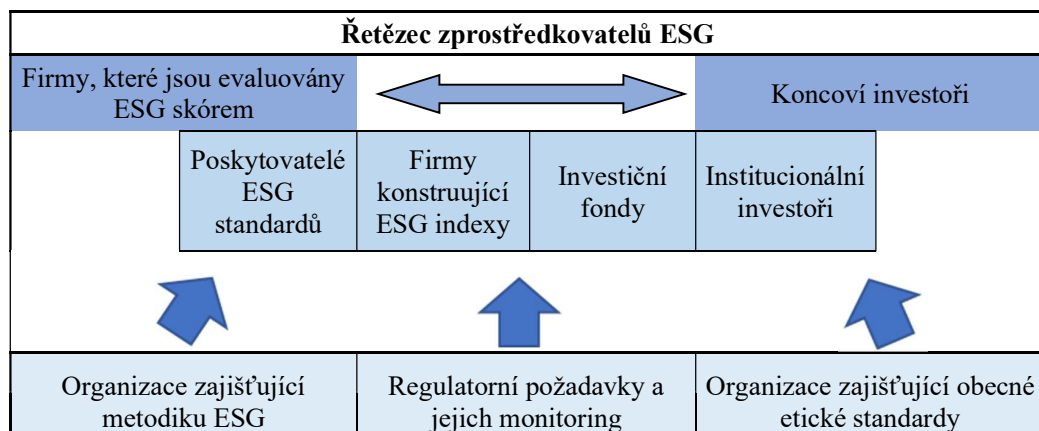 Řetězec zprostředkovatelů ESG
Firmy, které jsou evaluovány
ESG skórem
Koncoví investoři
Poskytovatelé
ESG
standardů
Firmy
konstruující
ESG indexy
Investiční
fondy
Institucionální
investoři
Organizace zajišťující
metodiku ESG
Regulatorní požadavky a
jejich monitoring
Organizace zajišťující obecné
etické standardy